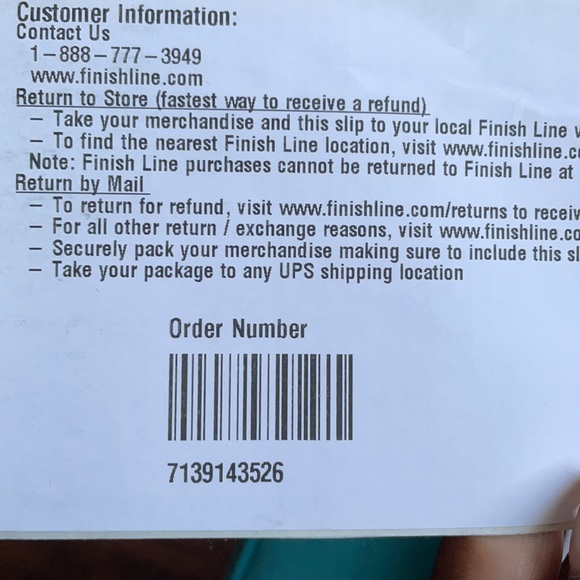 Customer Information:
Contact Us
1-888-777-3949
www.finishline.com
Return to Store (fastest way to receive a refund)
- Take your merchandise and this slip to your local Finish Line
- To find the nearest Finish Line location, visit
Note: Finish Line purchases cannot be returned to Finish Line at
Return by Mail
- To return for refund, visit www.finishline.com/returns to
- For all other return / exchange reasons, visit
- Securely pack your merchandise making sure to include this
- Take your package to any UPS shipping location
Order Number
7139143526